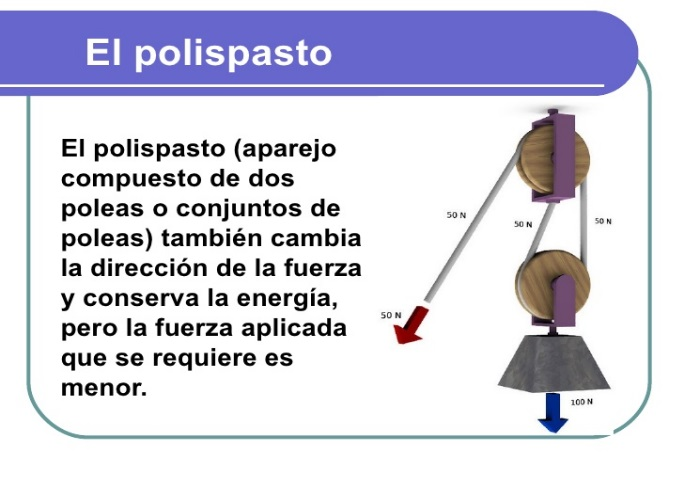 El polispasto
El polispasto (aparejo
compuesto de dos
poleas o conjuntos de
poleas) también cambia
la dirección de la fuerza
y conserva la energía,
pero la fuerza aplicada
que se requiere es
menor.
50 N
50 N
50 N
50 N
100 N